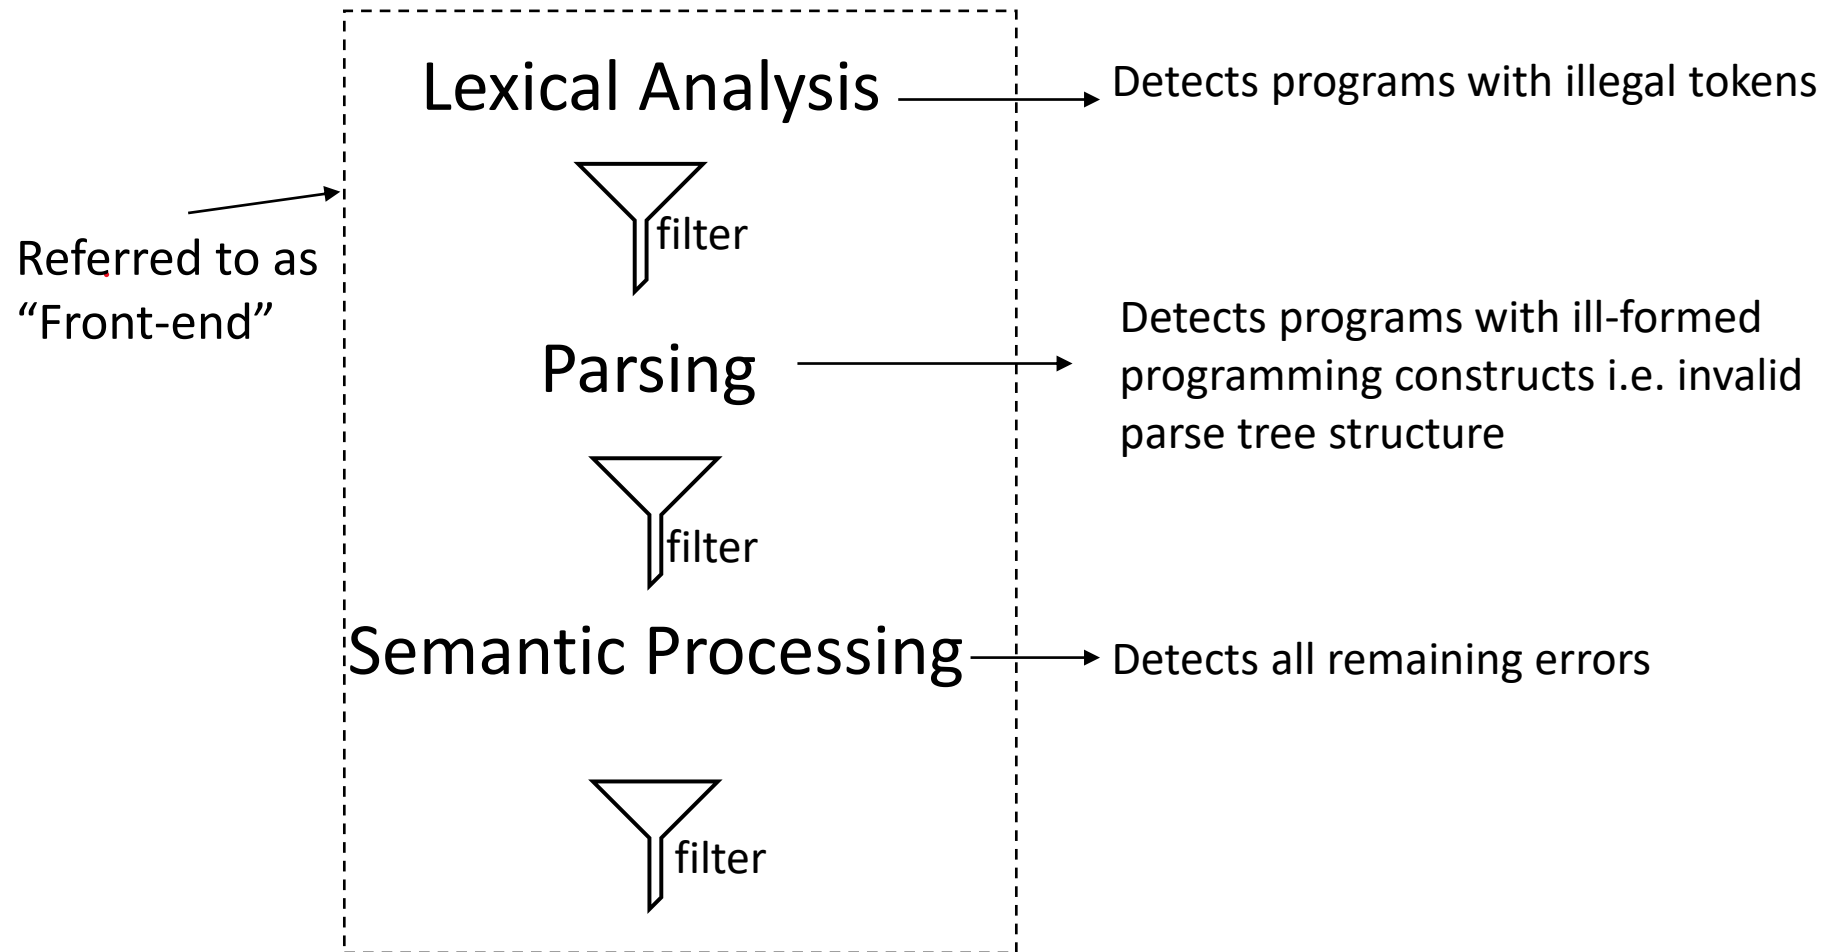 Lexical Analysis
Detects programs with illegal tokens
filter
Referred to as
“Front-end”
Parsing
Detects programs with ill-formed
programming constructs i.e. invalid
parse tree structure
filter
Semantic Processing
Detects all remaining errors
filter